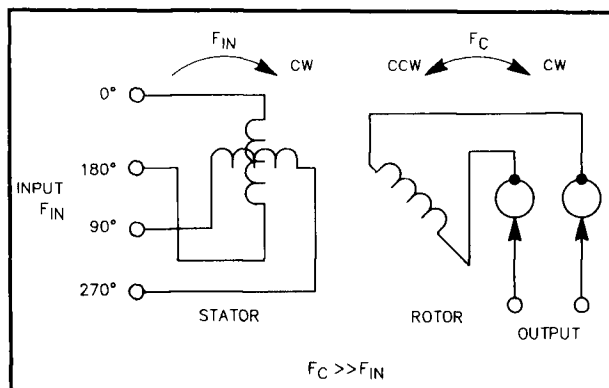 F_IN
CW
CCW
F_C
CW
0°
180°
INPUT
F_IN
90°
270°
STATOR
ROTOR
OUTPUT
F_C >>F_IN